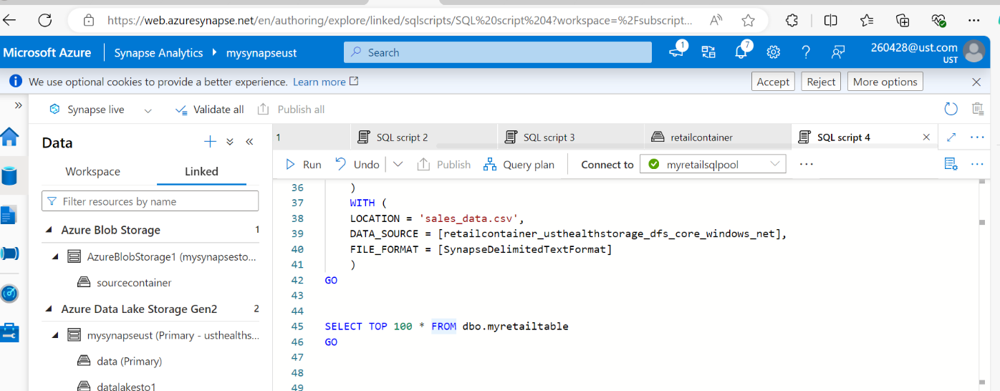 https://web.azuresynapse.net/en/authoring/explore/linked/sqlscripts/SQL%20script%204?workspace=%2Fsubscript...
Microsoft Azure
Synapse Analytics
mysynapseust
Search
1
7
260428@ust.com
UST
We use optional cookies to provide a better experience. Learn more
Accept
Reject
More options
Synapse live
Validate all
Publish all
Data
Workspace
Linked
Filter resources by name
Azure Blob Storage 1
AzureBlobStorage1 (mysynapsesto...
sourcecontainer
Azure Data Lake Storage Gen2 2
mysynapseust (Primary - usthealths...
data (Primary)
datalakesto1
1
SQL script 2
SQL script 3
retailcontainer
SQL script 4
Run
Undo
Publish
Query plan
Connect to
myretailsqlpool
36 )
37 WITH (
38 LOCATION = 'sales_data.csv',
39 DATA_SOURCE = [retailcontainer_usthealthstorage_dfs_core_windows_net],
40 FILE_FORMAT = [SynapseDelimitedTextFormat]
41 )
42 GO
43
44
45 SELECT TOP 100 * FROM dbo.myretailtable
46 GO
47
48
49